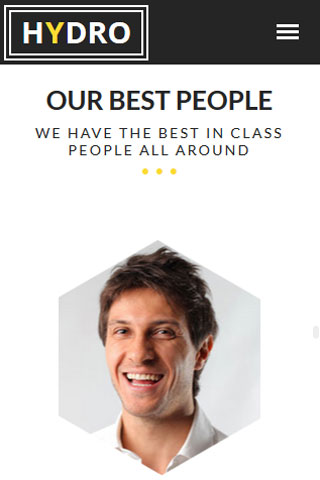 HYDRO
OUR BEST PEOPLE
WE HAVE THE BEST IN CLASS
PEOPLE ALL AROUND